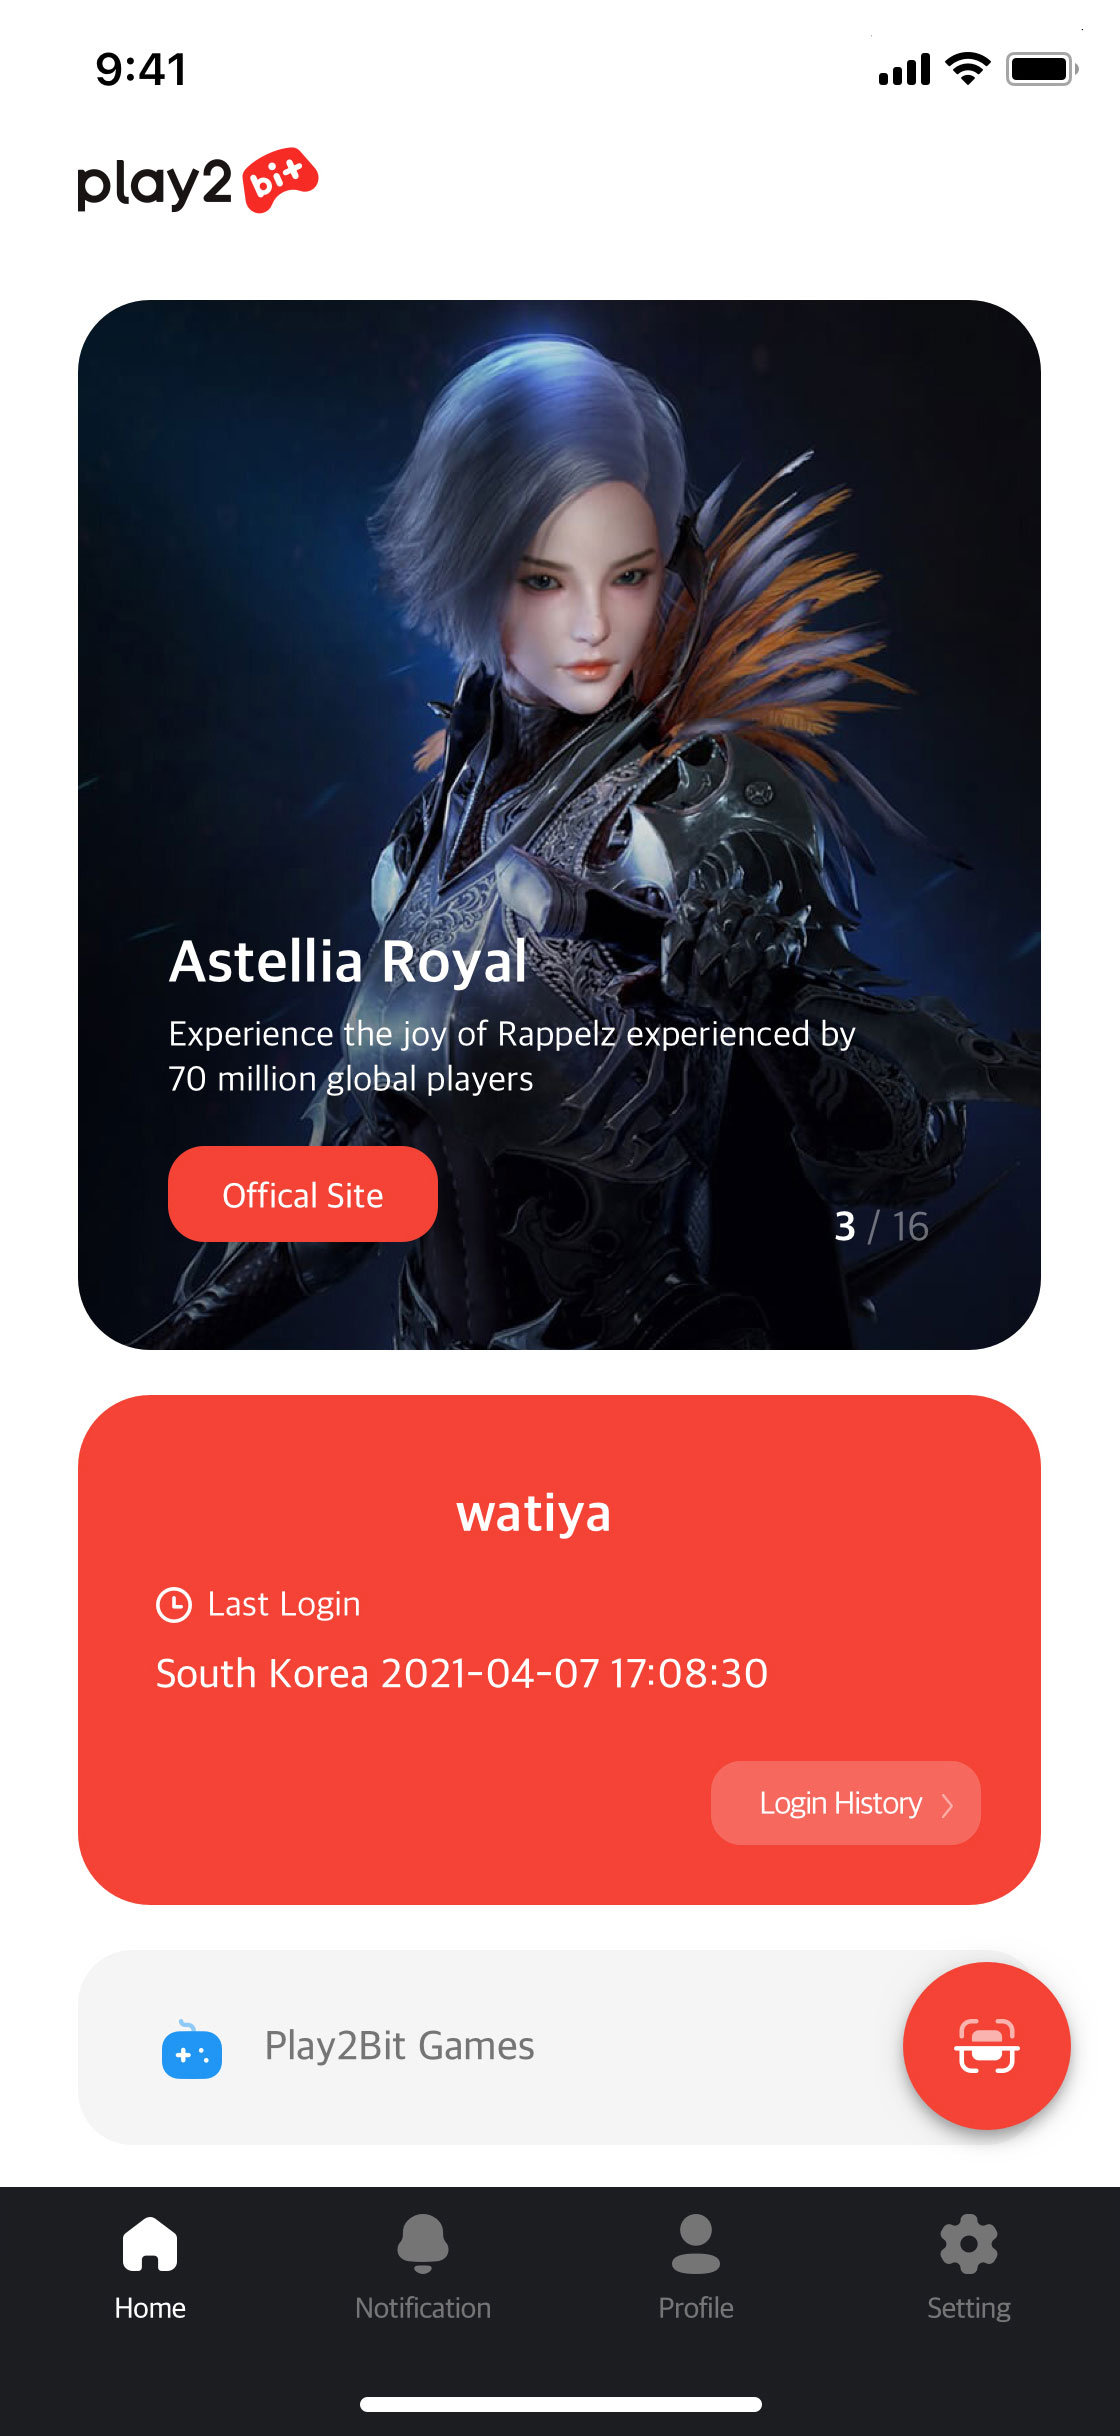 9:41
play2 bit
Astellia Royal
Experience the joy of Rappelz experienced by
70 million global players
Offical Site
3 / 16
watiya
Last Login
South Korea 2021-04-07 17:08:30
Login History
Play2Bit Games
Home
Notification
Profile
Setting